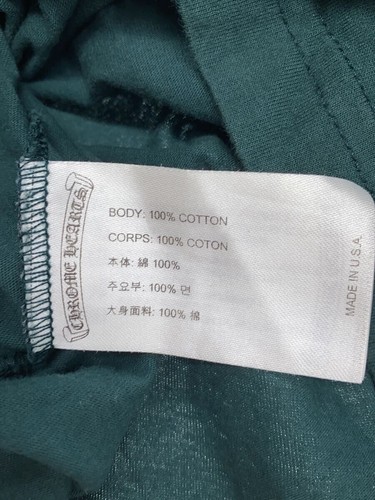 CHROME HEARTS
BODY: 100% COTTON
CORPS: 100% COTON
本体: 綿 100%
주요부: 100% 면
大身面料: 100% 綿
MADE IN U.S.A.